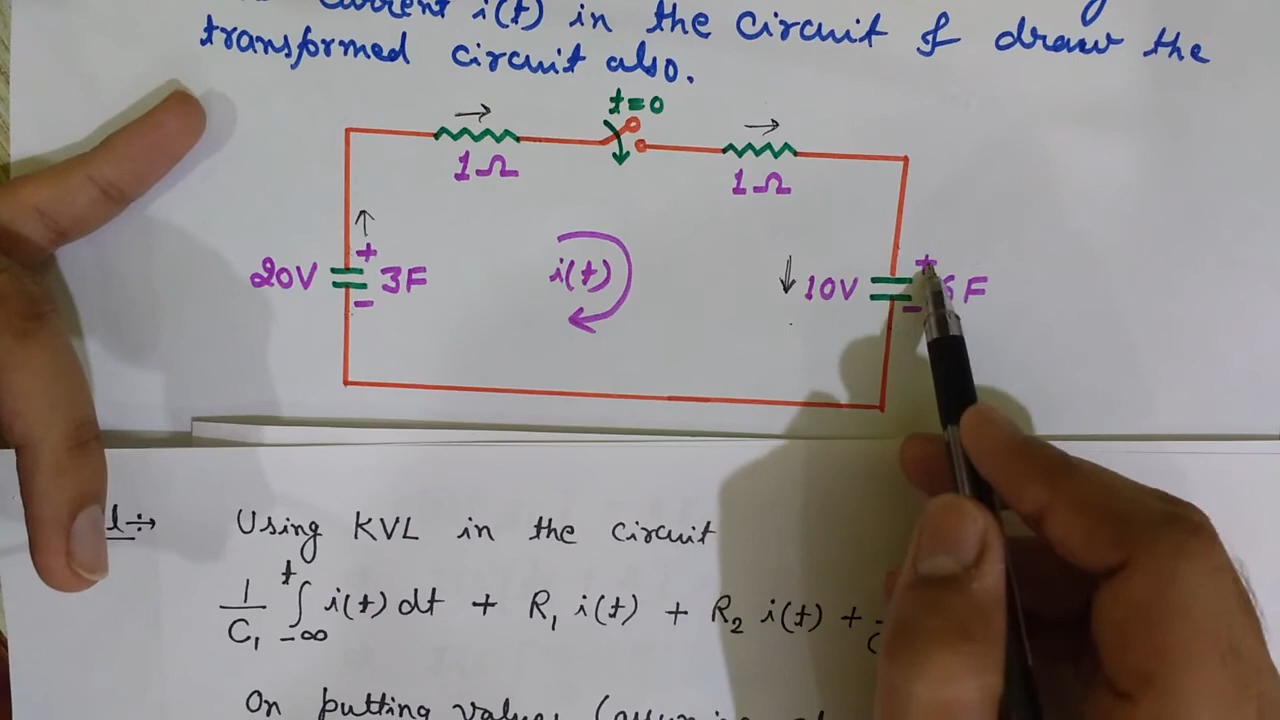 current i(t) in the circuit & draw the
transformed circuit also.
t=0
1Ω
1Ω
20V
+
3F
-
i(t)
10V
+
F
-
Using KVL in the circuit
1/C₁ ∫_{-∞}^{t} i(t) dt + R₁ i(t) + R₂ i(t) +
On putting values